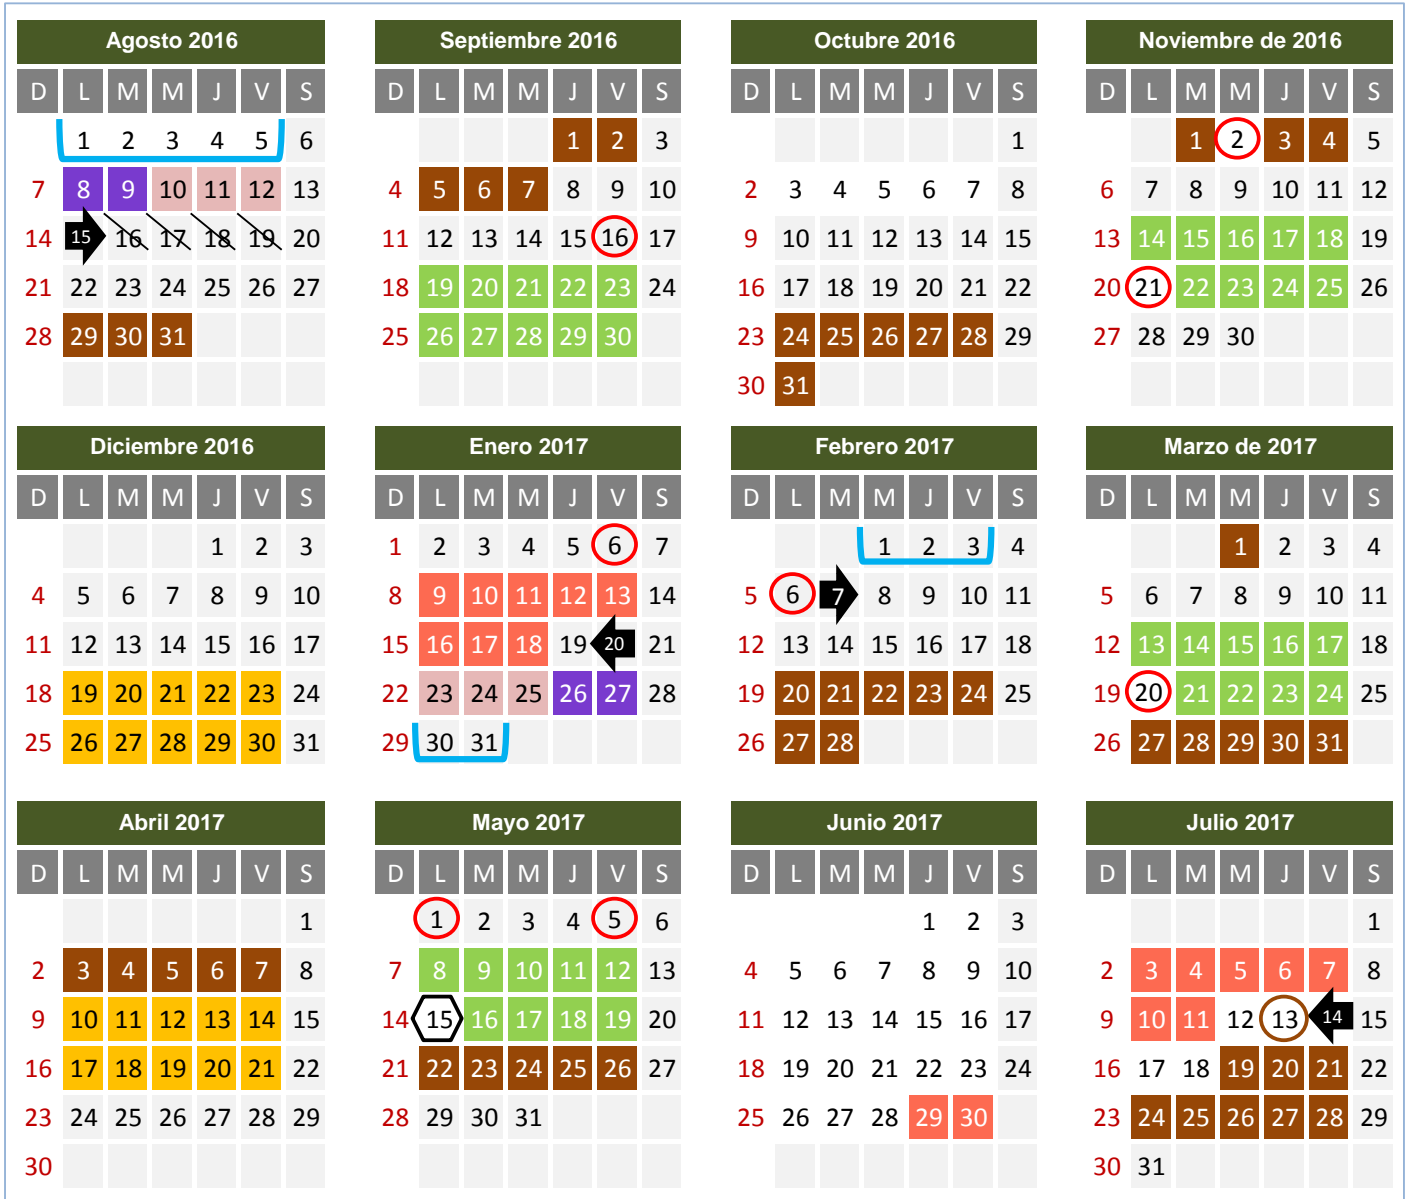 Agosto 2016
D L M M J V S
1 2 3 4 5 6
7 8 9 10 11 12 13
14 15 16 17 18 19 20
21 22 23 24 25 26 27
28 29 30 31
Septiembre 2016
D L M M J V S
1 2 3
4 5 6 7 8 9 10
11 12 13 14 15 16 17
18 19 20 21 22 23 24
25 26 27 28 29 30
Octubre 2016
D L M M J V S
1
2 3 4 5 6 7 8
9 10 11 12 13 14 15
16 17 18 19 20 21 22
23 24 25 26 27 28 29
30 31
Noviembre de 2016
D L M M J V S
1 2 3 4 5
6 7 8 9 10 11 12
13 14 15 16 17 18 19
20 21 22 23 24 25 26
27 28 29 30
Diciembre 2016
D L M M J V S
1 2 3
4 5 6 7 8 9 10
11 12 13 14 15 16 17
18 19 20 21 22 23 24
25 26 27 28 29 30 31
Enero 2017
D L M M J V S
1 2 3 4 5 6 7
8 9 10 11 12 13 14
15 16 17 18 19 20 21
22 23 24 25 26 27 28
29 30 31
Febrero 2017
D L M M J V S
1 2 3 4
5 6 7 8 9 10 11
12 13 14 15 16 17 18
19 20 21 22 23 24 25
26 27 28
Marzo de 2017
D L M M J V S
1 2 3 4
5 6 7 8 9 10 11
12 13 14 15 16 17 18
19 20 21 22 23 24 25
26 27 28 29 30 31
Abril 2017
D L M M J V S
1
2 3 4 5 6 7 8
9 10 11 12 13 14 15
16 17 18 19 20 21 22
23 24 25 26 27 28 29
30
Mayo 2017
D L M M J V S
1 2 3 4 5 6
7 8 9 10 11 12 13
14 15 16 17 18 19 20
21 22 23 24 25 26 27
28 29 30 31
Junio 2017
D L M M J V S
1 2 3
4 5 6 7 8 9 10
11 12 13 14 15 16 17
18 19 20 21 22 23 24
25 26 27 28 29 30
Julio 2017
D L M M J V S
1
2 3 4 5 6 7 8
9 10 11 12 13 14 15
16 17 18 19 20 21 22
23 24 25 26 27 28 29
30 31